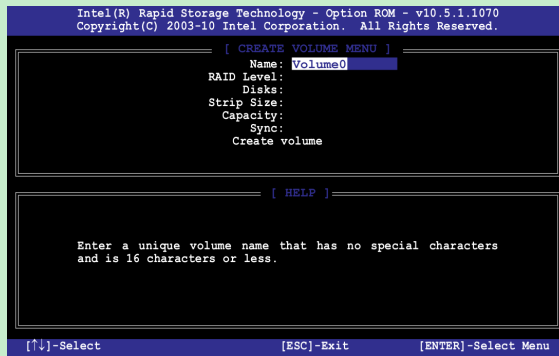 Intel(R) Rapid Storage Technology - Option ROM - v10.5.1.1070
Copyright(C) 2003-10 Intel Corporation. All Rights Reserved.
[ CREATE VOLUME MENU ]
Name: Volume0
RAID Level:
Disks:
Strip Size:
Capacity:
Sync:
Create volume
[ HELP ]
Enter a unique volume name that has no special characters
and is 16 characters or less.
[↑↓]-Select [ESC]-Exit [ENTER]-Select Menu